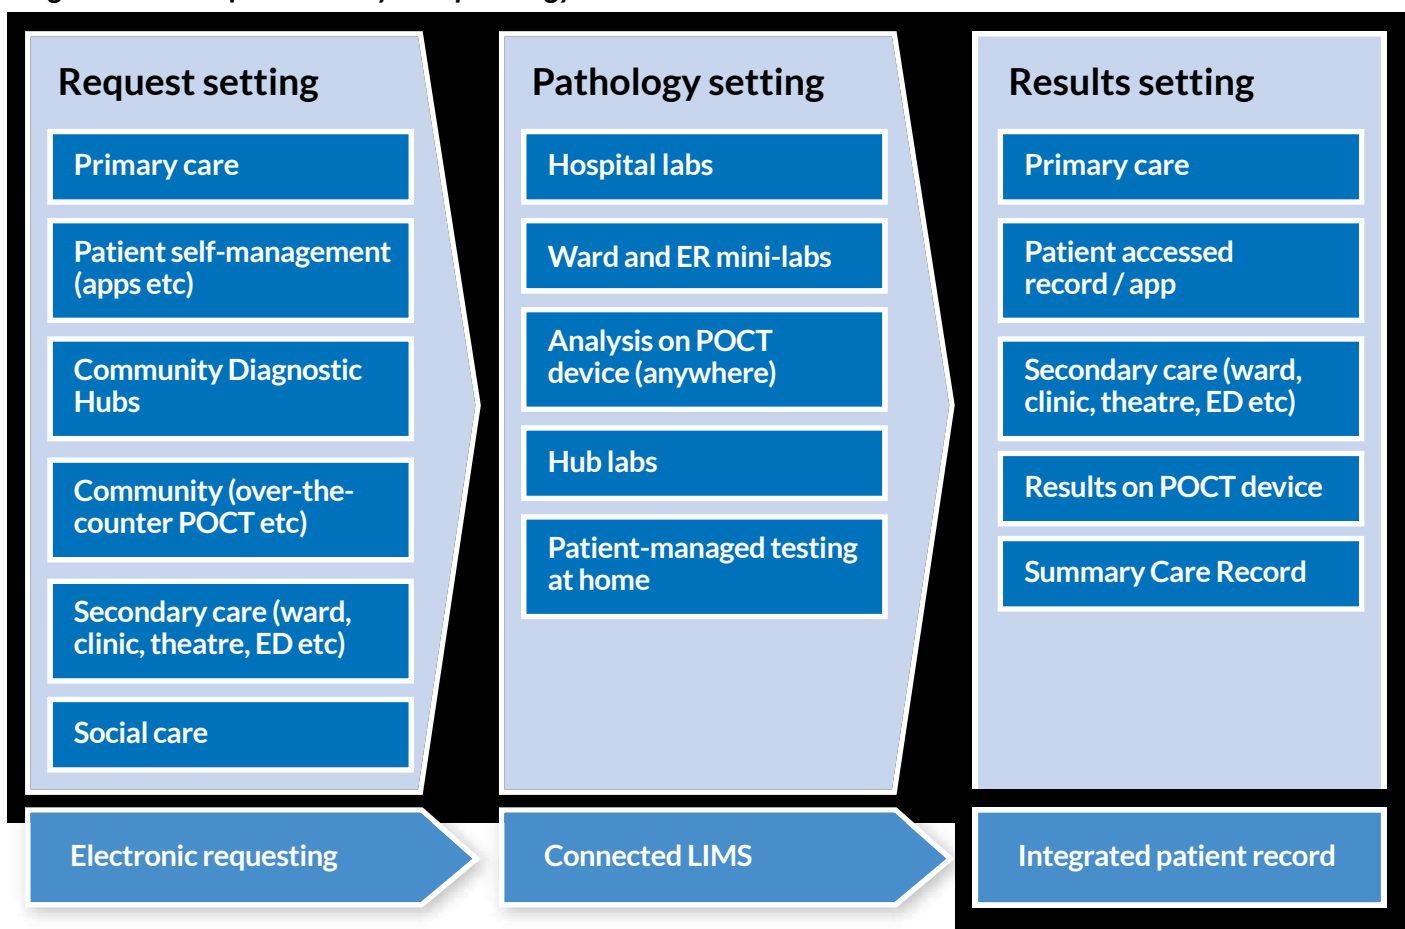 Request setting
Primary care
Patient self-management
(apps etc)
Community Diagnostic
Hubs
Community (over-the-
counter POCT etc)
Secondary care (ward,
clinic, theatre, ED etc)
Social care
Electronic requesting
Pathology setting
Hospital labs
Ward and ER mini-labs
Analysis on POCT
device (anywhere)
Hub labs
Patient-managed testing
at home
Connected LIMS
Results setting
Primary care
Patient accessed
record / app
Secondary care (ward,
clinic, theatre, ED etc)
Results on POCT device
Summary Care Record
Integrated patient record